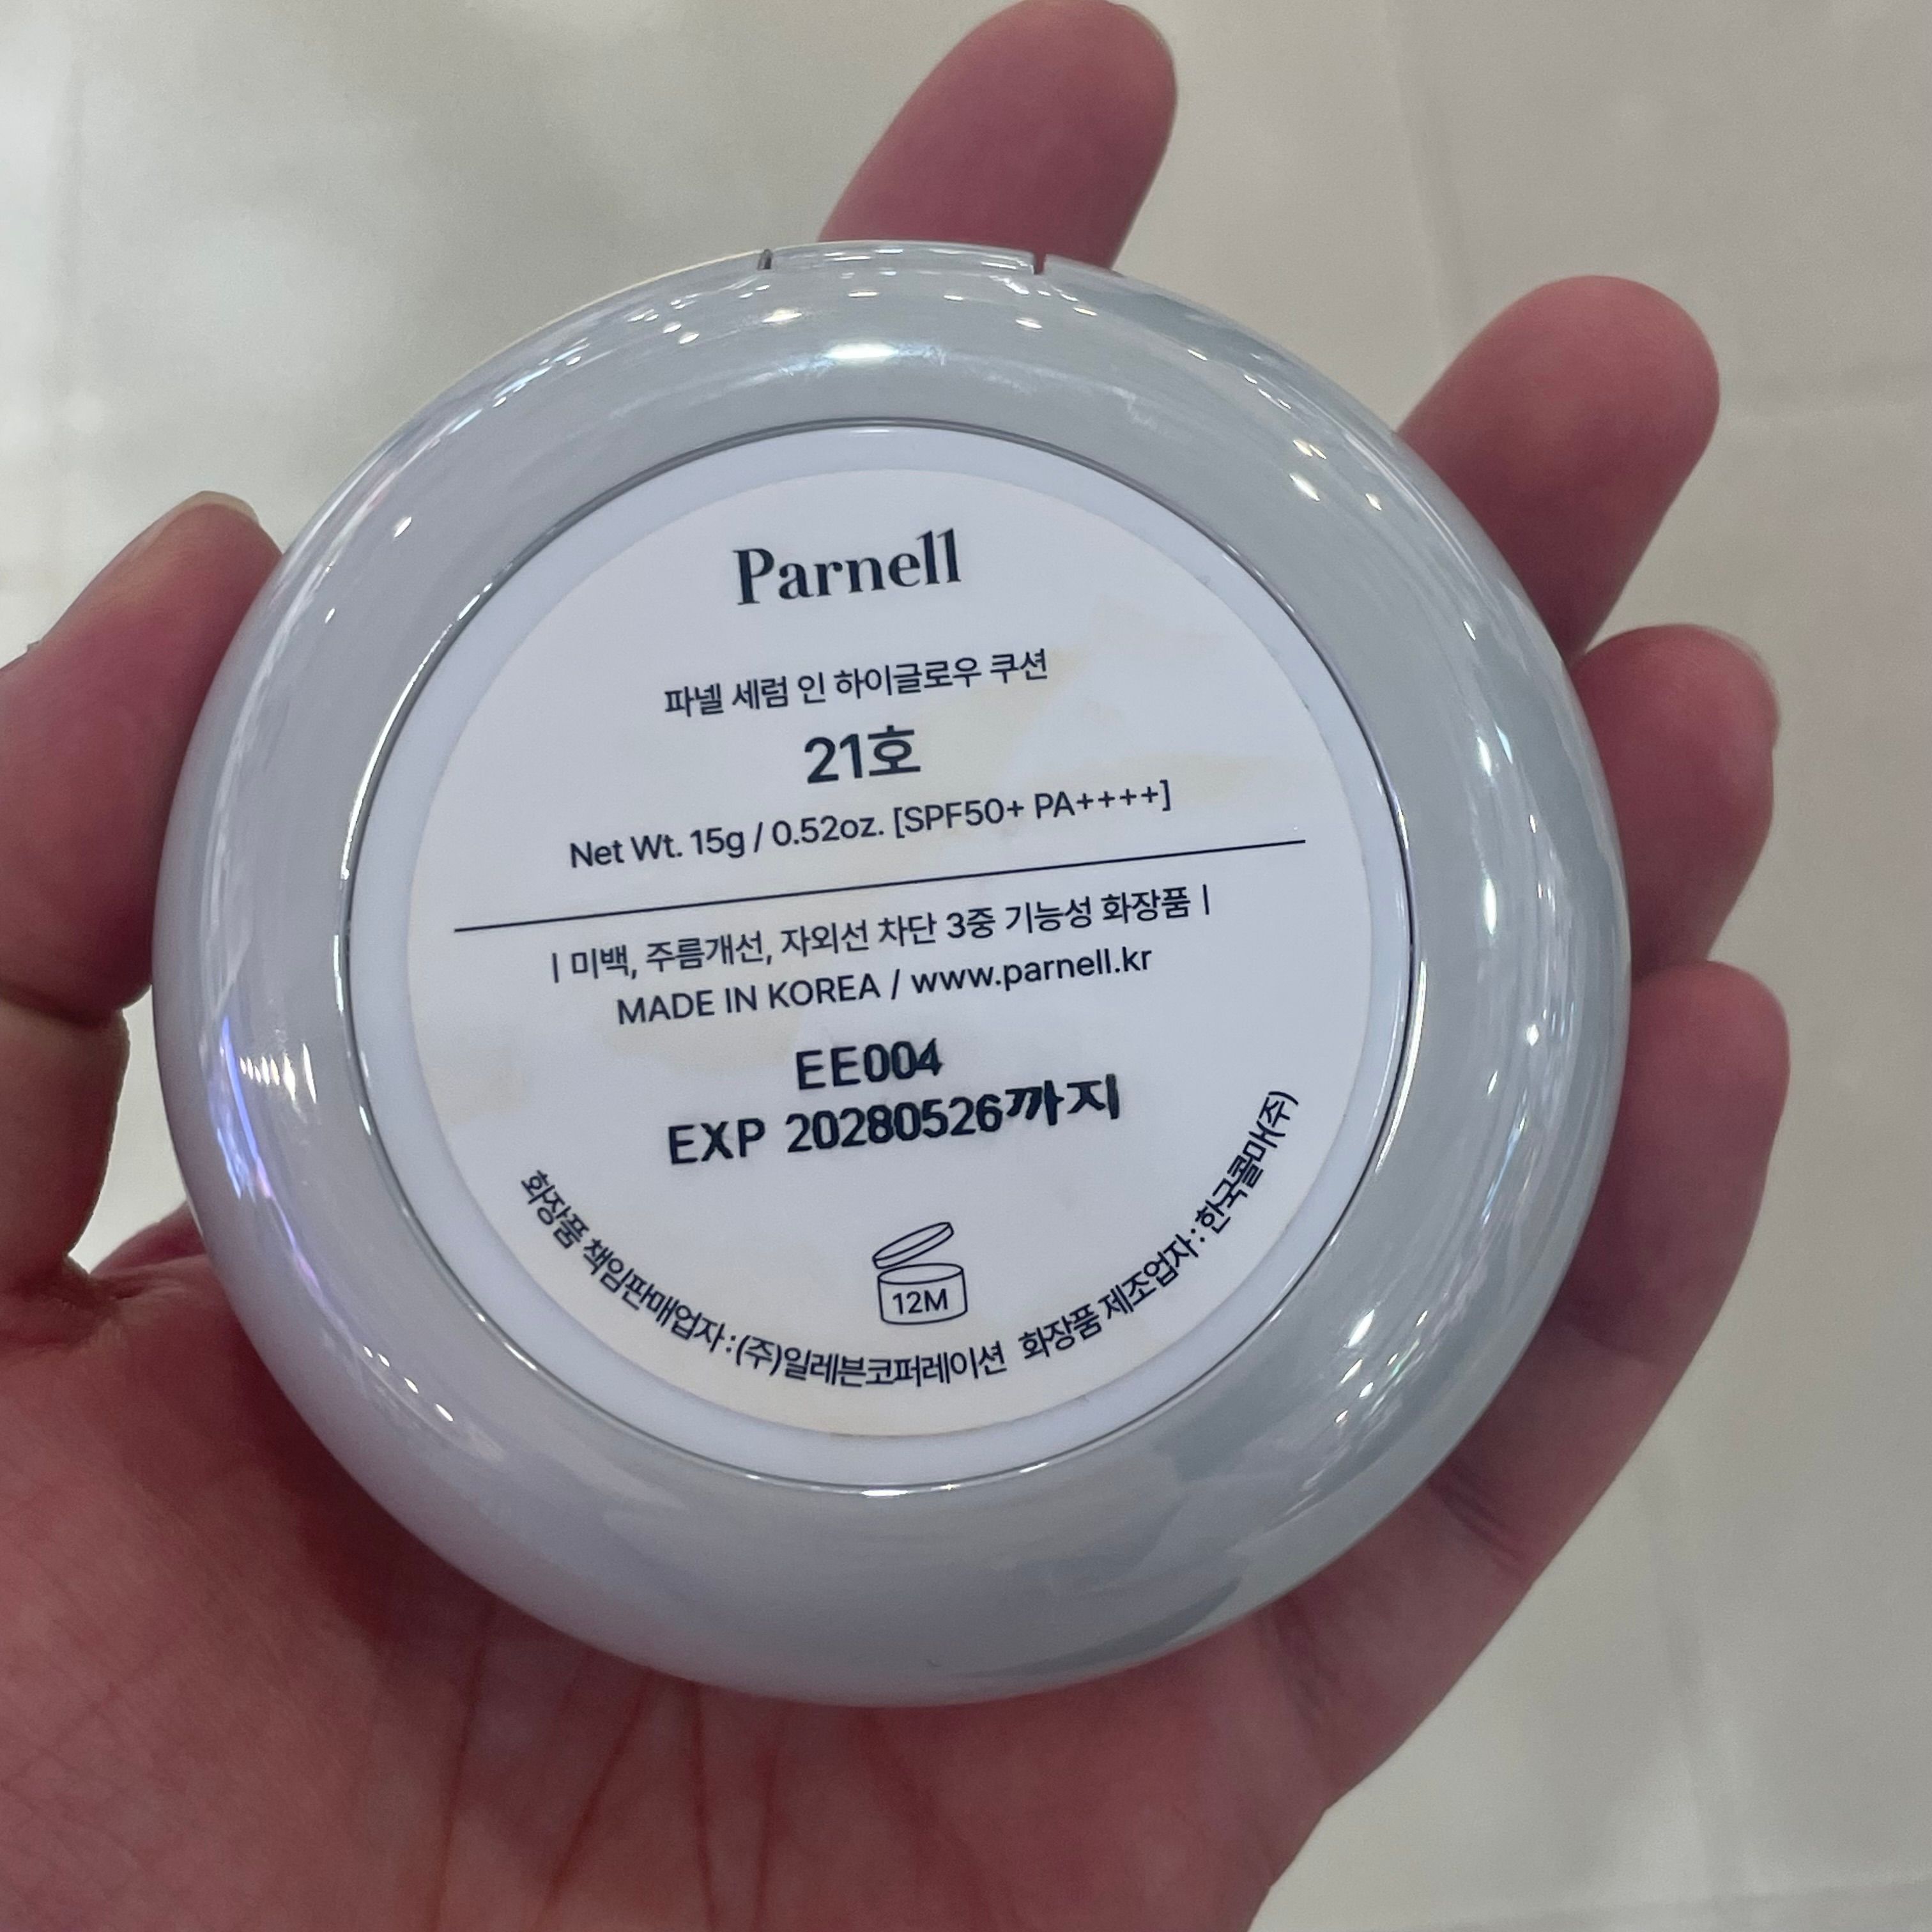 Parnell
파넬 세럼 인 하이글로우 쿠션
21호
Net Wt. 15g / 0.52oz. [SPF50+ PA++++]
| 미백, 주름개선, 자외선 차단 3중 기능성 화장품 |
MADE IN KOREA / www.parnell.kr
EE004
EXP 20280526까지
12M
화장품 책임판매업자 : (주)일레븐코퍼레이션 화장품 제조업자 : 한국콜마(주)